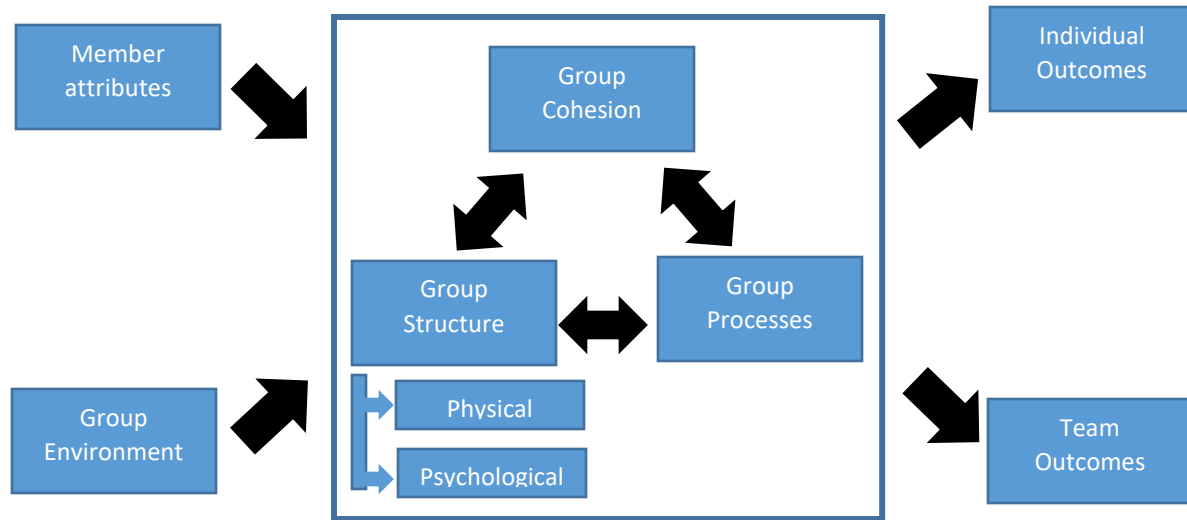 Member
attributes
Group
Environment
Group
Cohesion
Group
Structure
Group
Processes
Physical
Psychological
Individual
Outcomes
Team
Outcomes